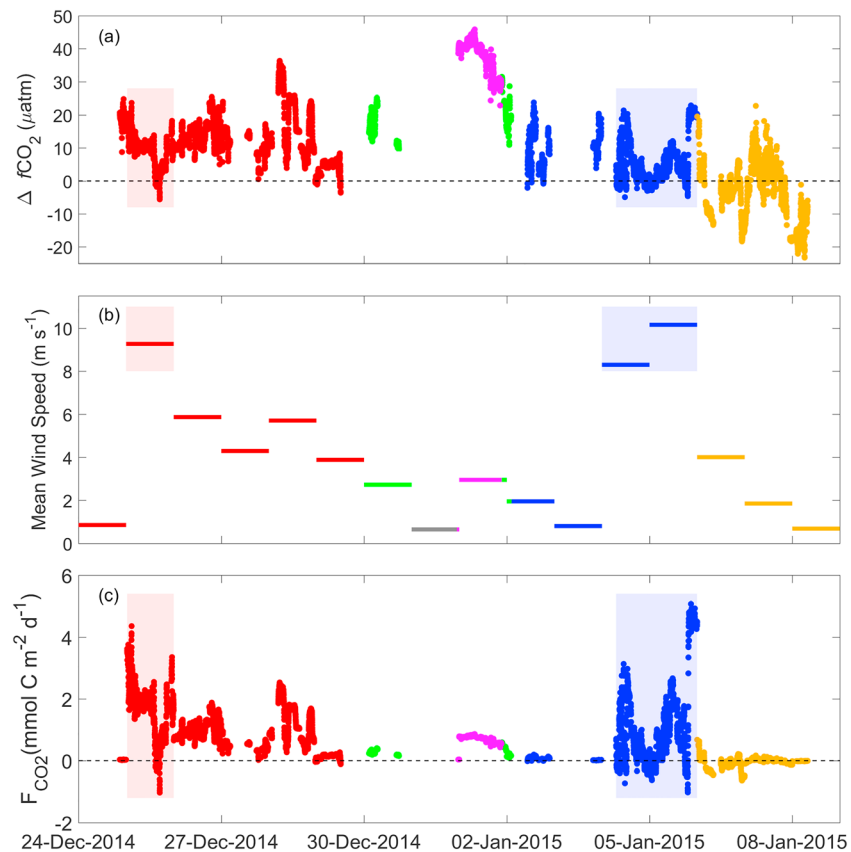 50
40
30
20
10
0
-10
-20
(a)
Δ fCO2 (μatm)
10
8
6
4
2
0
(b)
Mean Wind Speed (m s-1)
6
4
2
0
-2
(c)
FCO2(mmol C m-2 d-1)
24-Dec-2014 27-Dec-2014 30-Dec-2014 02-Jan-2015 05-Jan-2015 08-Jan-2015